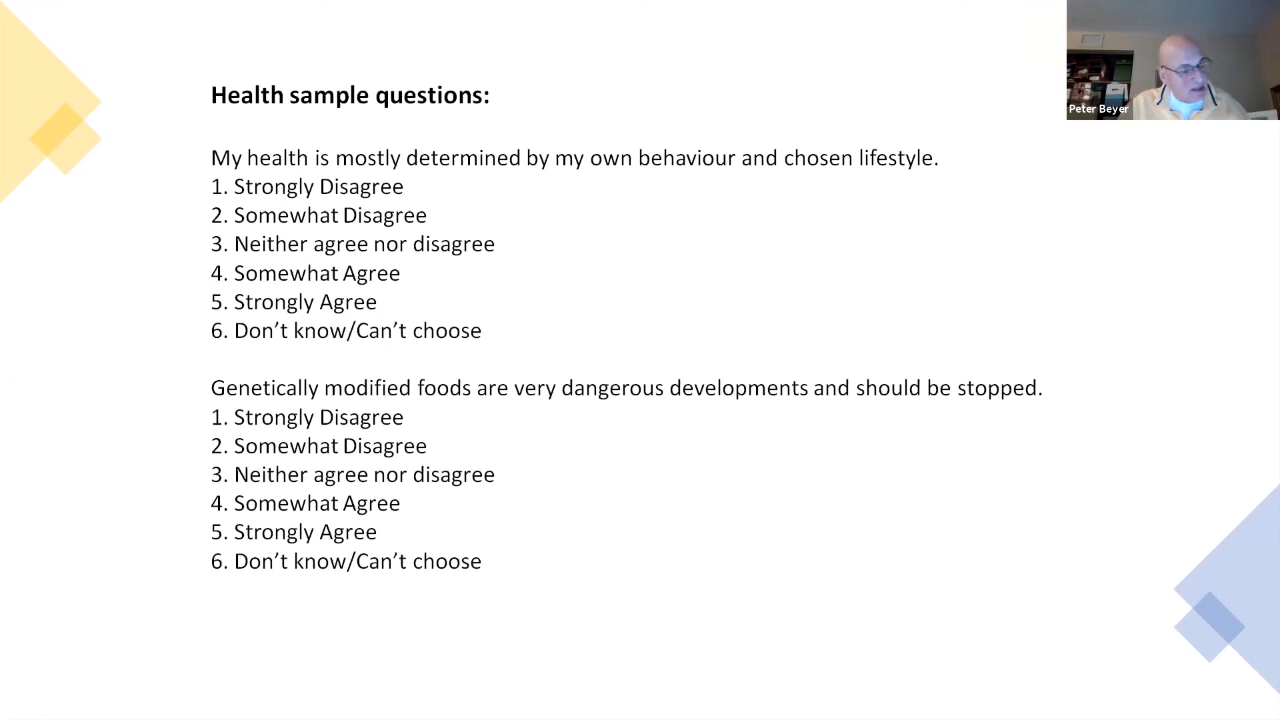 Health sample questions:
My health is mostly determined by my own behaviour and chosen lifestyle.
1. Strongly Disagree
2. Somewhat Disagree
3. Neither agree nor disagree
4. Somewhat Agree
5. Strongly Agree
6. Don’t know/Can’t choose
Genetically modified foods are very dangerous developments and should be stopped.
1. Strongly Disagree
2. Somewhat Disagree
3. Neither agree nor disagree
4. Somewhat Agree
5. Strongly Agree
6. Don’t know/Can’t choose
Peter Beyer